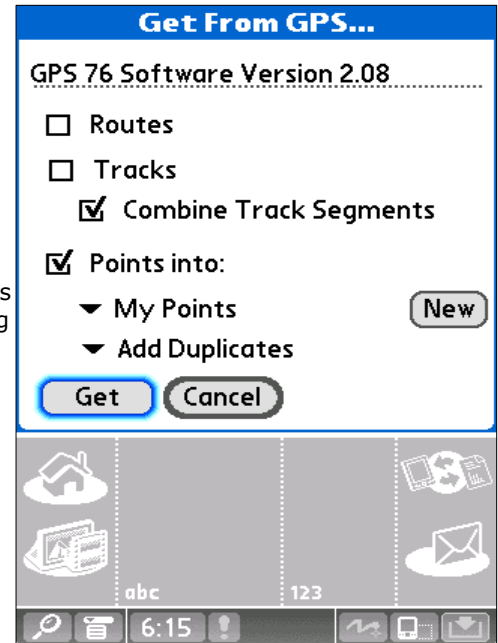 Get From GPS...
GPS 76 Software Version 2.08
Routes
Tracks
Combine Track Segments
s
Points into:
g
My Points New
Add Duplicates
Get Cancel
abc 123
6:15